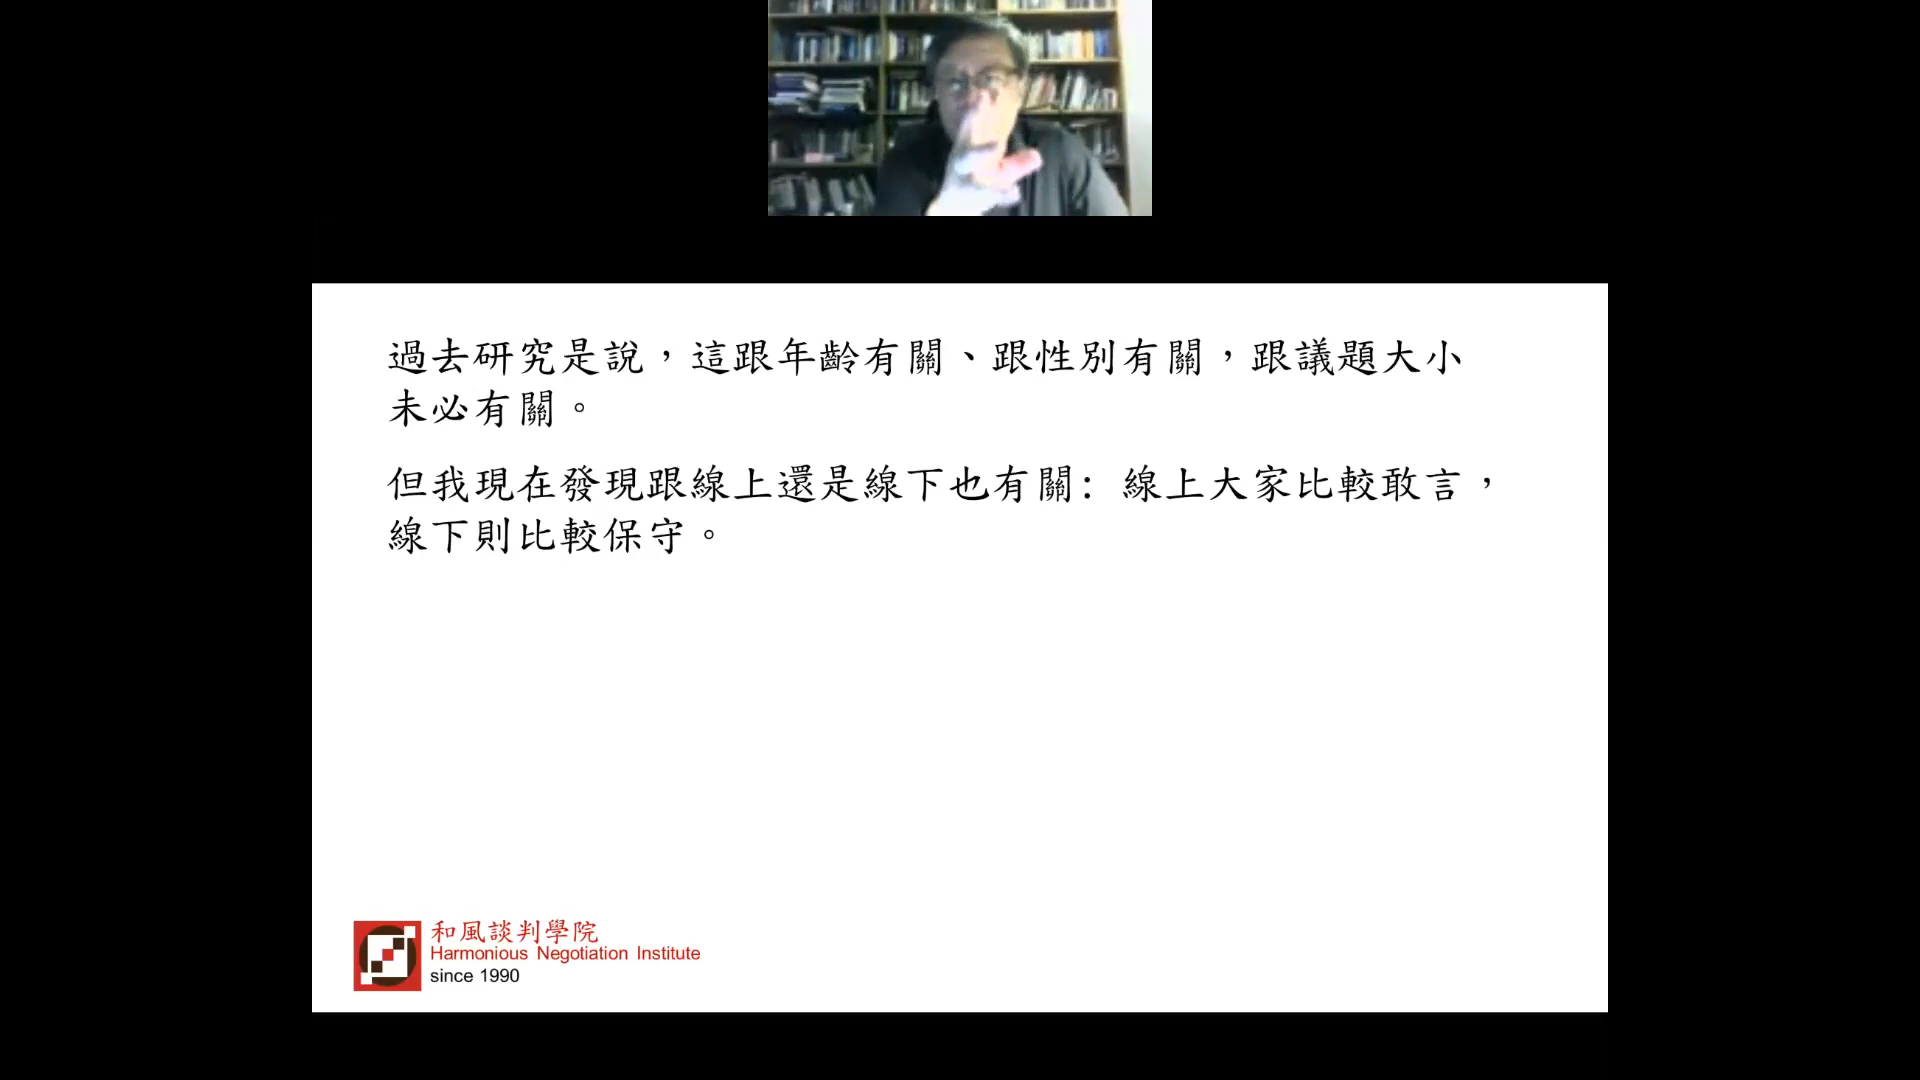 過去研究是說，這跟年齡有關、跟性別有關，跟議題大小
未必有關。
但我現在發現跟線上還是線下也有關: 線上大家比較敢言，
線下則比較保守。
和風談判學院
Harmonious Negotiation Institute
since 1990